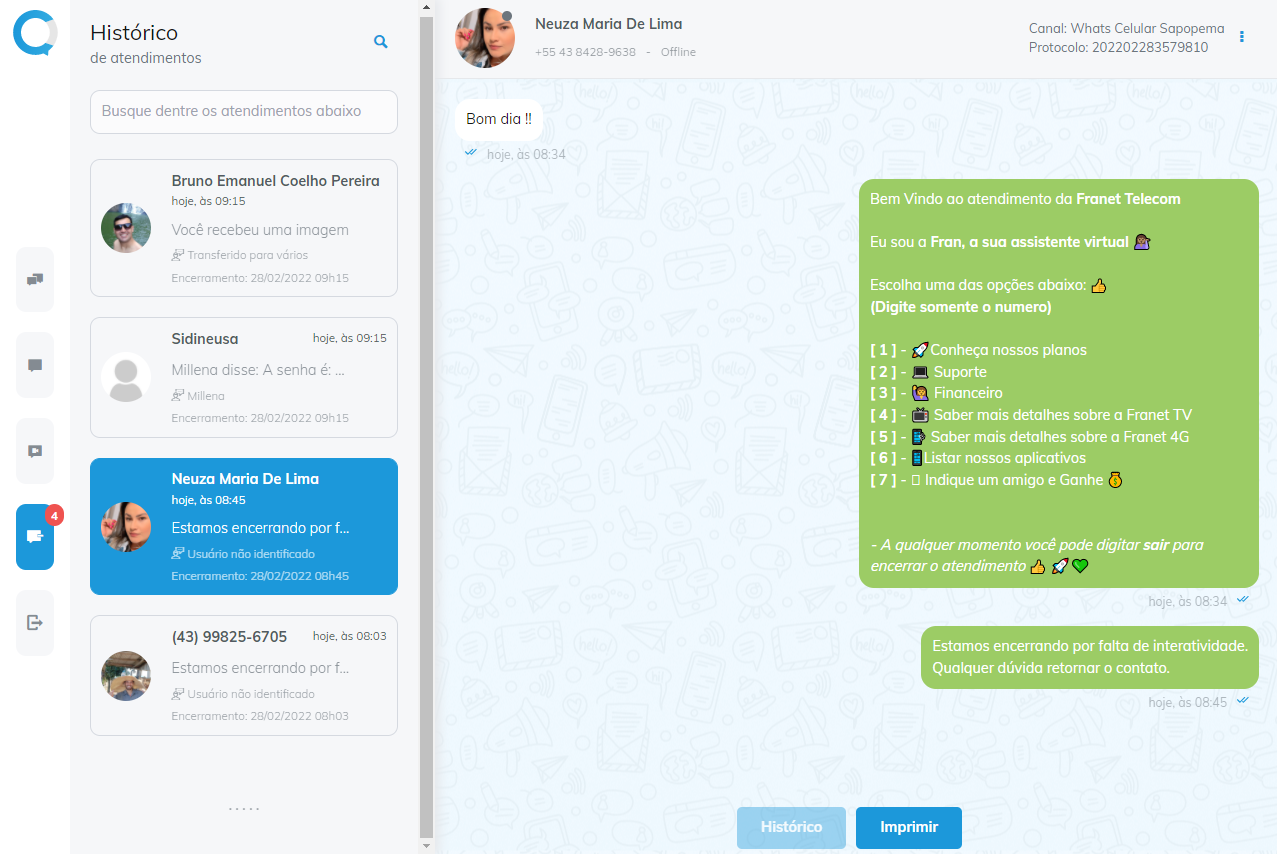 Histórico
de atendimentos
Busque dentre os atendimentos abaixo
Bruno Emanuel Coelho Pereira
hoje, às 09:15
Você recebeu uma imagem
Transferido para vários
Encerramento: 28/02/2022 09h15
Sidineusa hoje, às 09:15
Millena disse: A senha é: ...
Millena
Encerramento: 28/02/2022 09h15
Neuza Maria De Lima
hoje, às 08:45
Estamos encerrando por f...
Usuário não identificado
Encerramento: 28/02/2022 08h45
4
(43) 99825-6705 hoje, às 08:03
Estamos encerrando por f...
Usuário não identificado
Encerramento: 28/02/2022 08h03
.....
Neuza Maria De Lima
+55 43 8428-9638 - Offline
Canal: Whats Celular Sapopema
Protocolo: 202202283579810
Bom dia !!
hoje, às 08:34
Bem Vindo ao atendimento da Franet Telecom
Eu sou a Fran, a sua assistente virtual 🙋🏽‍♀️
Escolha uma das opções abaixo: 👍
(Digite somente o numero)
[ 1 ] - 🚀Conheça nossos planos
[ 2 ] - 💻 Suporte
[ 3 ] - 🙋 Financeiro
[ 4 ] - 📺 Saber mais detalhes sobre a Franet TV
[ 5 ] - 📲 Saber mais detalhes sobre a Franet 4G
[ 6 ] - 📱Listar nossos aplicativos
[ 7 ] - Indique um amigo e Ganhe 💰
- A qualquer momento você pode digitar sair para
encerrar o atendimento 👍 🚀💚
hoje, às 08:34
Estamos encerrando por falta de interatividade.
Qualquer dúvida retornar o contato.
hoje, às 08:45
Histórico Imprimir